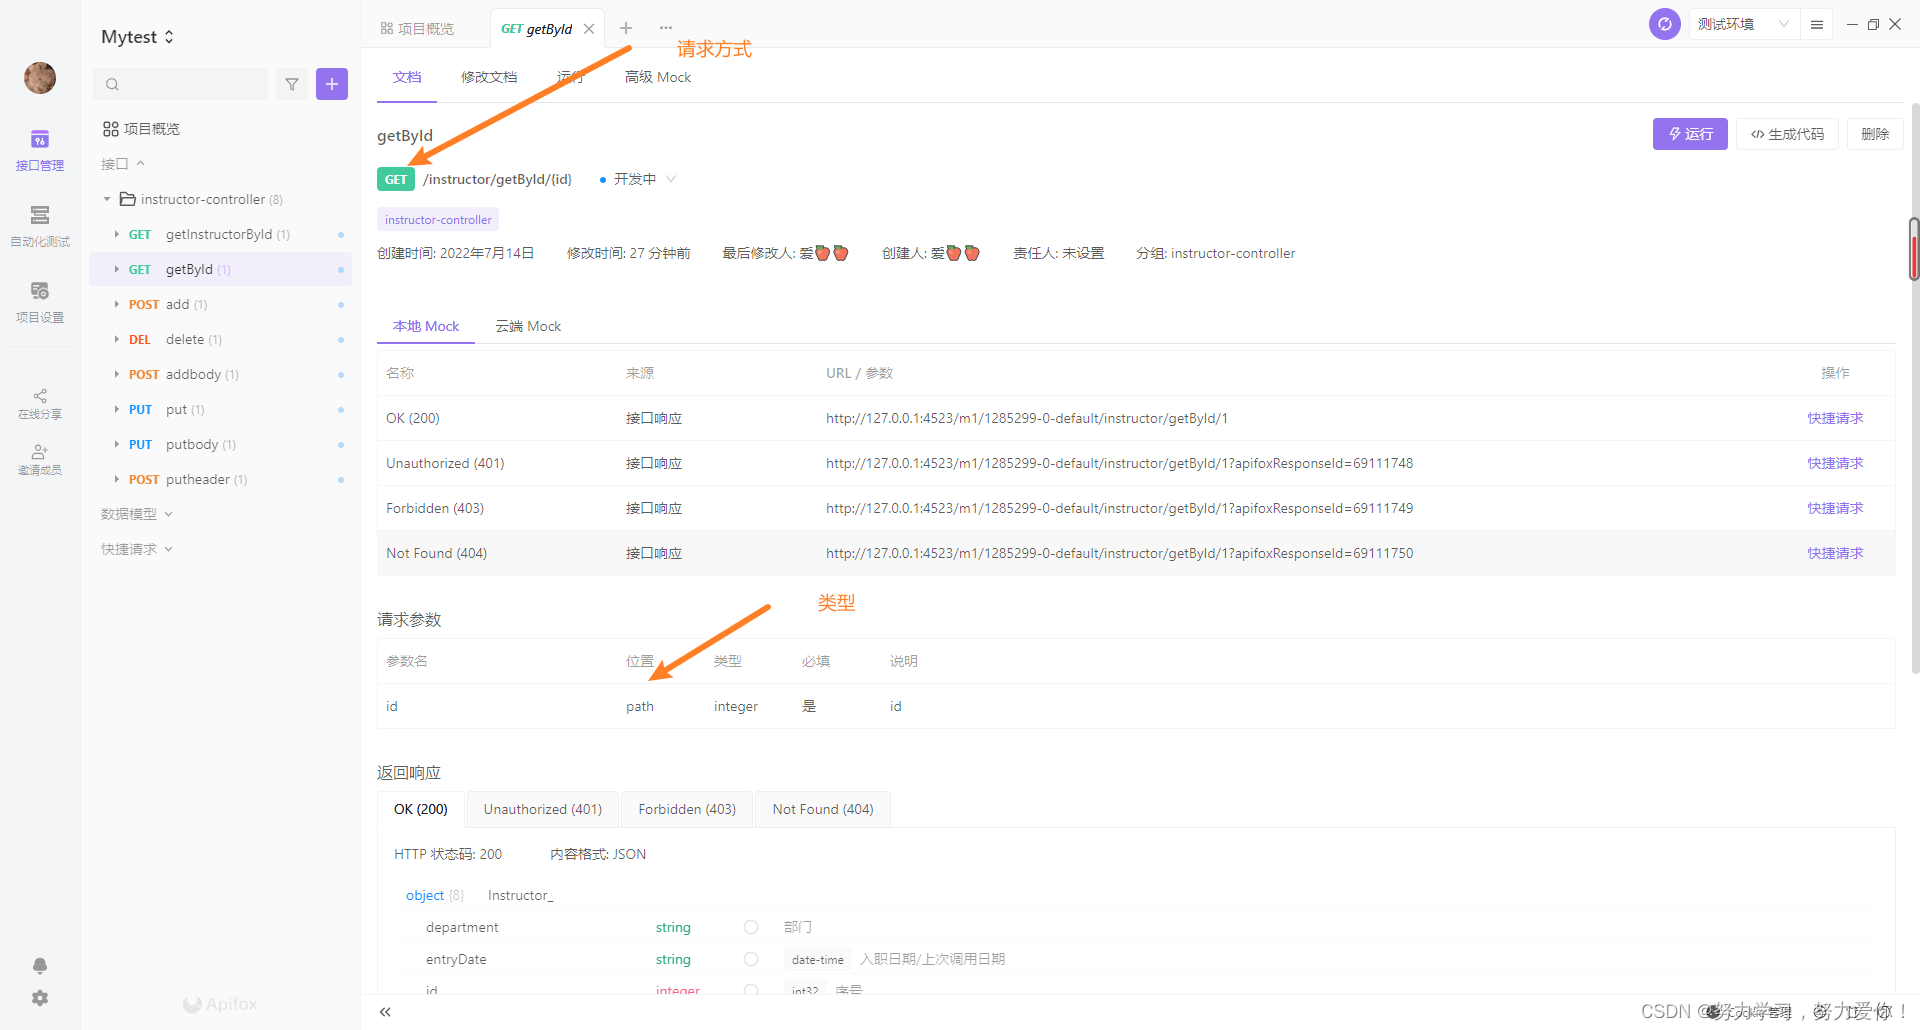 Mytest
项目概览
GET getById
请求方式
测试环境
接口管理
自动化测试
项目设置
在线分享
邀请成员
项目概览
接口
instructor-controller (8)
GET getInstructorById (1)
GET getById (1)
POST add (1)
DEL delete (1)
POST addbody (1)
PUT put (1)
PUT putbody (1)
POST putheader (1)
数据模型
快捷请求
Apifox
文档 修改文档 运行 高级 Mock
getById
运行 生成代码 删除
GET /instructor/getById/{id} 开发中
instructor-controller
创建时间: 2022年7月14日 修改时间: 27 分钟前 最后修改人: 爱🍎🍎 创建人: 爱🍎🍎 责任人: 未设置 分组: instructor-controller
本地 Mock 云端 Mock
名称 来源 URL / 参数 操作
OK (200) 接口响应 http://127.0.0.1:4523/m1/1285299-0-default/instructor/getById/1 快捷请求
Unauthorized (401) 接口响应 http://127.0.0.1:4523/m1/1285299-0-default/instructor/getById/1?apifoxResponseId=69111748 快捷请求
Forbidden (403) 接口响应 http://127.0.0.1:4523/m1/1285299-0-default/instructor/getById/1?apifoxResponseId=69111749 快捷请求
Not Found (404) 接口响应 http://127.0.0.1:4523/m1/1285299-0-default/instructor/getById/1?apifoxResponseId=69111750 快捷请求
类型
请求参数
参数名 位置 类型 必填 说明
id path integer 是 id
返回响应
OK (200) Unauthorized (401) Forbidden (403) Not Found (404)
HTTP 状态码: 200 内容格式: JSON
object {8} Instructor_
department string 部门
entryDate string date-time 入职日期/上次调用日期
id integer int32 序号
CSDN @努力学习，努力爱你！